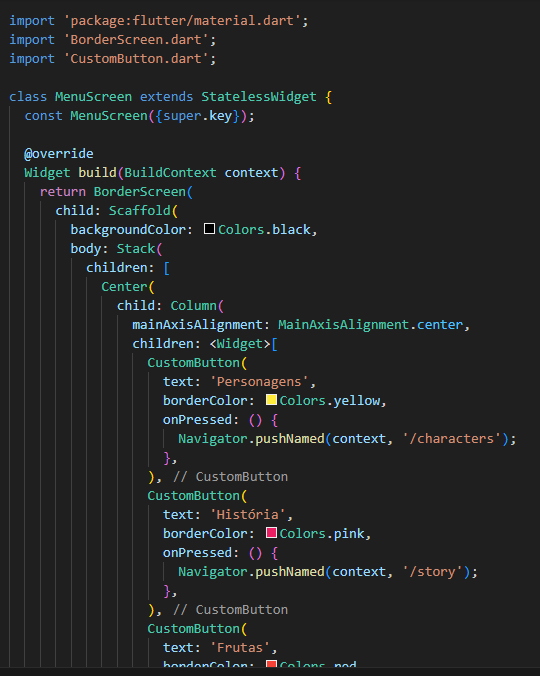 import 'package:flutter/material.dart';
import 'BorderScreen.dart';
import 'CustomButton.dart';

class MenuScreen extends StatelessWidget {
  const MenuScreen({super.key});

  @override
  Widget build(BuildContext context) {
    return BorderScreen(
      child: Scaffold(
        backgroundColor: Colors.black,
        body: Stack(
          children: [
            Center(
              child: Column(
                mainAxisAlignment: MainAxisAlignment.center,
                children: <Widget>[
                  CustomButton(
                    text: 'Personagens',
                    borderColor: Colors.yellow,
                    onPressed: () {
                      Navigator.pushNamed(context, '/characters');
                    },
                  ), // CustomButton
                  CustomButton(
                    text: 'História',
                    borderColor: Colors.pink,
                    onPressed: () {
                      Navigator.pushNamed(context, '/story');
                    },
                  ), // CustomButton
                  CustomButton(
                    text: 'Frutas',
                    borderColor: Colors.red